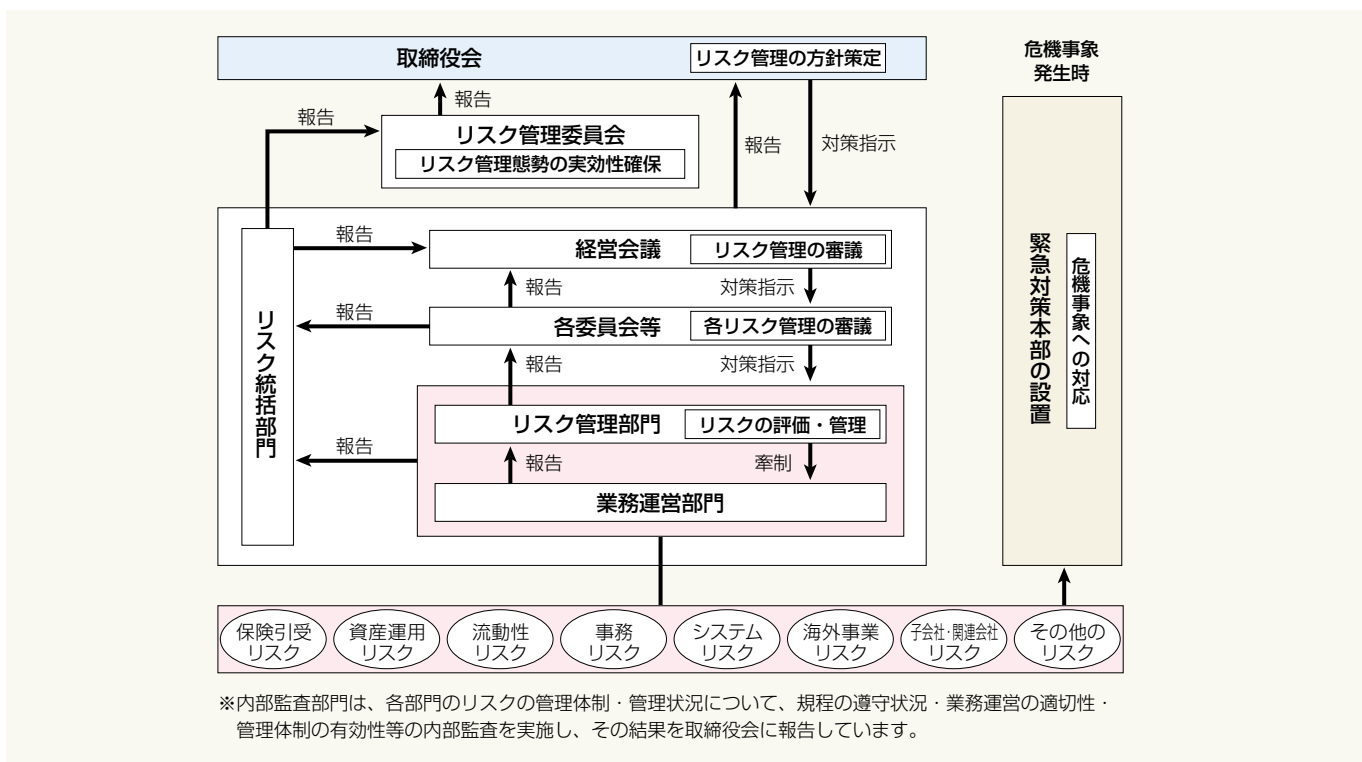 取締役会
リスク管理の方針策定
危機事象
発生時
報告
報告
リスク管理委員会
リスク管理態勢の実効性確保
報告
対策指示
リスク統括部門
報告
経営会議
リスク管理の審議
報告
対策指示
報告
各委員会等
各リスク管理の審議
報告
対策指示
リスク管理部門
リスクの評価・管理
報告
報告
牽制
業務運営部門
緊急対策本部の設置
危機事象への対応
保険引受
リスク
資産運用
リスク
流動性
リスク
事務
リスク
システム
リスク
海外事業
リスク
子会社・関連会社
リスク
その他の
リスク
※内部監査部門は、各部門のリスクの管理体制・管理状況について、規程の遵守状況・業務運営の適切性・
管理体制の有効性等の内部監査を実施し、その結果を取締役会に報告しています。